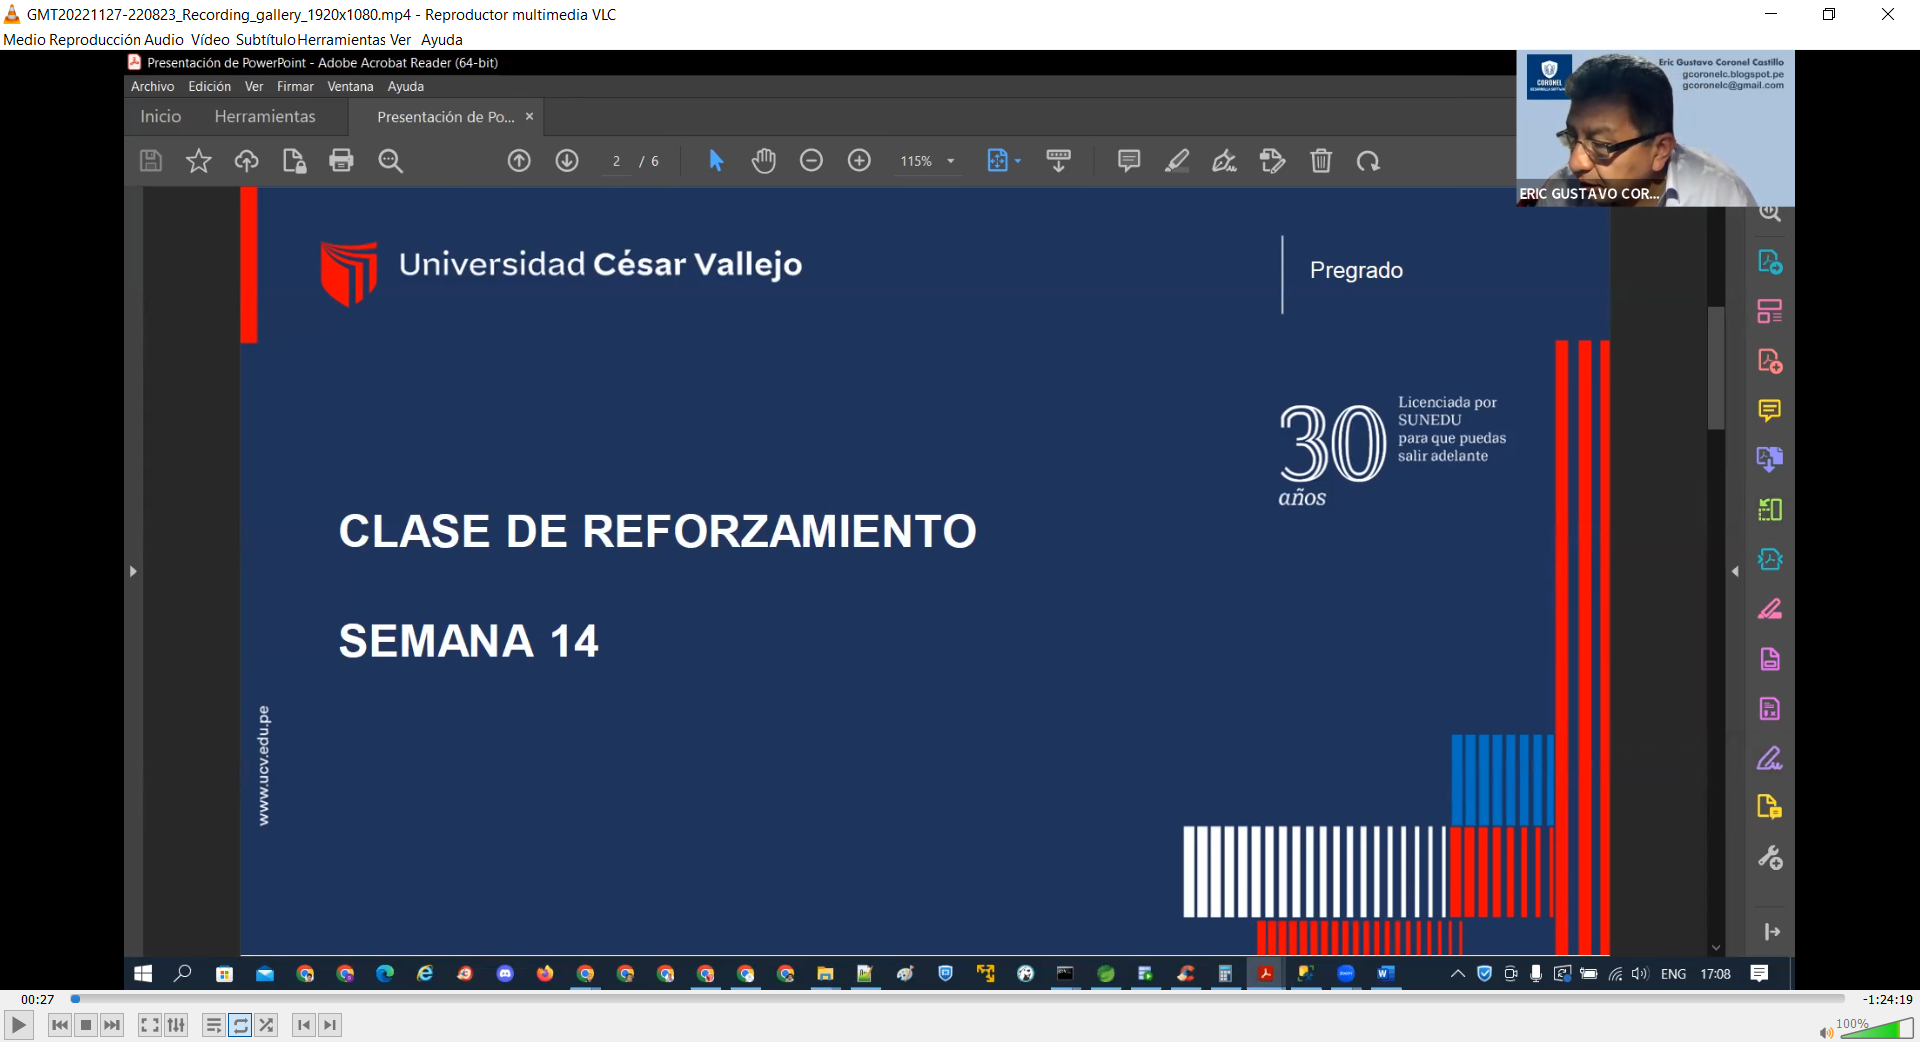 GMT20221127-220823_Recording_gallery_1920x1080.mp4 - Reproductor multimedia VLC
Medio Reproducción Audio Vídeo Subtítulo Herramientas Ver Ayuda
Presentación de PowerPoint - Adobe Acrobat Reader (64-bit)
Archivo Edición Ver Firmar Ventana Ayuda
Inicio Herramientas Presentación de Po... ×
2 / 6 115%
Eric Gustavo Coronel Castillo
gcoronelc.blogspot.pe
gcoronelc@gmail.com
CORONEL
ERIC GUSTAVO COR...
Universidad César Vallejo
Pregrado
30
años
Licenciada por
SUNEDU
para que puedas
salir adelante
CLASE DE REFORZAMIENTO
SEMANA 14
www.ucv.edu.pe
ENG 17:08
00:27 -1:24:19
100%